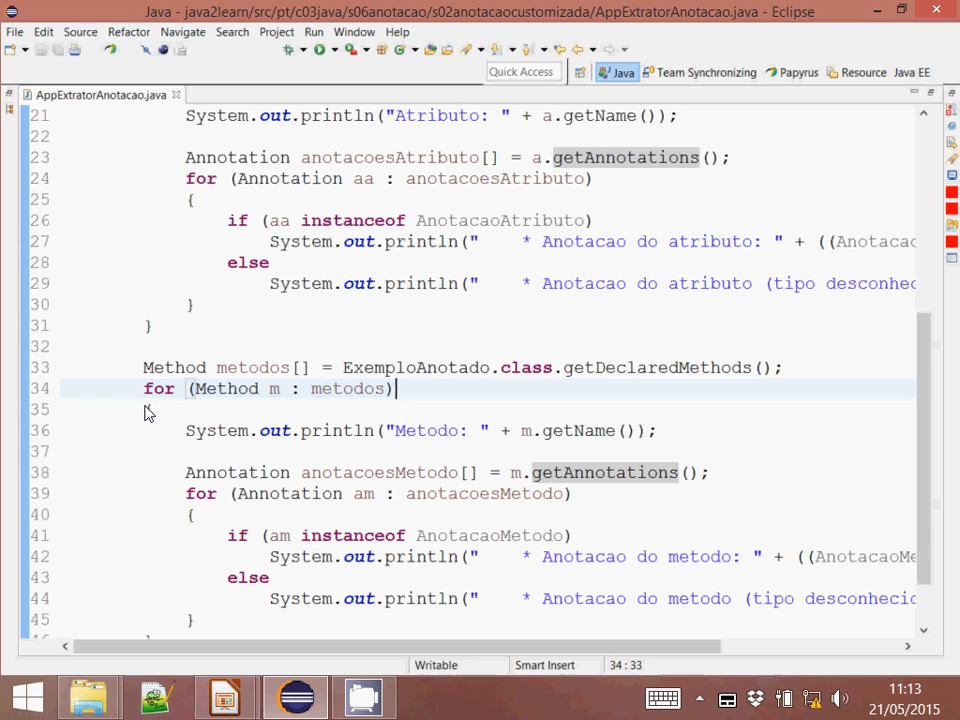 Java - java2learn/src/pt/c03java/s06anotacao/s02anotacaocustomizada/AppExtratorAnotacao.java - Eclipse
File Edit Source Refactor Navigate Search Project Run Window Help
Quick Access Java Team Synchronizing Papyrus Resource Java EE
AppExtratorAnotacao.java
21 System.out.println("Atributo: " + a.getName());
22
23 Annotation anotacoesAtributo[] = a.getAnnotations();
24 for (Annotation aa : anotacoesAtributo)
25 {
26 if (aa instanceof AnotacaoAtributo)
27 System.out.println("    * Anotacao do atributo: " + ((Anotacac
28 else
29 System.out.println("    * Anotacao do atributo (tipo desconhec
30 }
31 }
32
33 Method metodos[] = ExemploAnotado.class.getDeclaredMethods();
34 for (Method m : metodos)
35 {
36 System.out.println("Metodo: " + m.getName());
37
38 Annotation anotacoesMetodo[] = m.getAnnotations();
39 for (Annotation am : anotacoesMetodo)
40 {
41 if (am instanceof AnotacaoMetodo)
42 System.out.println("    * Anotacao do metodo: " + ((AnotacaoMe
43 else
44 System.out.println("    * Anotacao do metodo (tipo desconhecid
45 }
Writable Smart Insert 34 : 33
11:13
21/05/2015